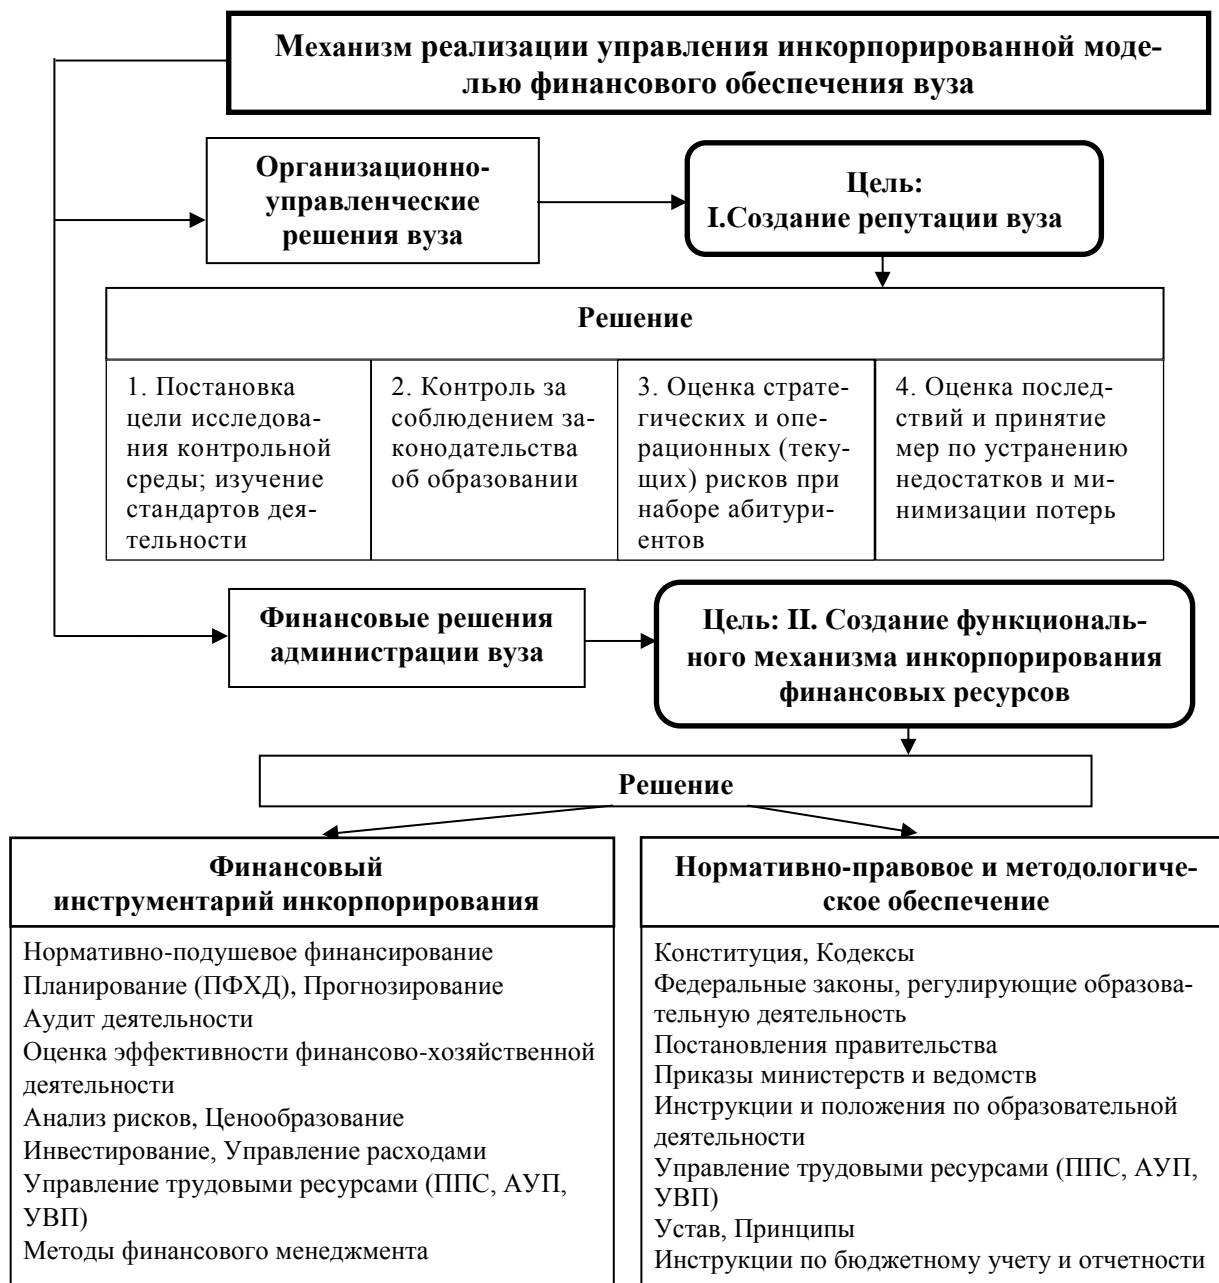 Механизм реализации управления инкорпорированной моде-
лью финансового обеспечения вуза
Организационно-
управленческие
решения вуза
Цель:
I.Создание репутации вуза
Решение
1. Постановка
цели исследова-
ния контрольной
среды; изучение
стандартов дея-
тельности
2. Контроль за
соблюдением за-
конодательства
об образовании
3. Оценка страте-
гических и опе-
рационных (теку-
щих) рисков при
наборе абитури-
ентов
4. Оценка послед-
ствий и принятие
мер по устранению
недостатков и ми-
нимизации потерь
Финансовые решения
администрации вуза
Цель: II. Создание функциональ-
ного механизма инкорпорирования
финансовых ресурсов
Решение
Финансовый
инструментарий инкорпорирования
Нормативно-подушевое финансирование
Планирование (ПФХД), Прогнозирование
Аудит деятельности
Оценка эффективности финансово-хозяйственной
деятельности
Анализ рисков, Ценообразование
Инвестирование, Управление расходами
Управление трудовыми ресурсами (ППС, АУП,
УВП)
Методы финансового менеджмента
Нормативно-правовое и методологиче-
ское обеспечение
Конституция, Кодексы
Федеральные законы, регулирующие образова-
тельную деятельность
Постановления правительства
Приказы министерств и ведомств
Инструкции и положения по образовательной
деятельности
Управление трудовыми ресурсами (ППС, АУП,
УВП)
Устав, Принципы
Инструкции по бюджетному учету и отчетности